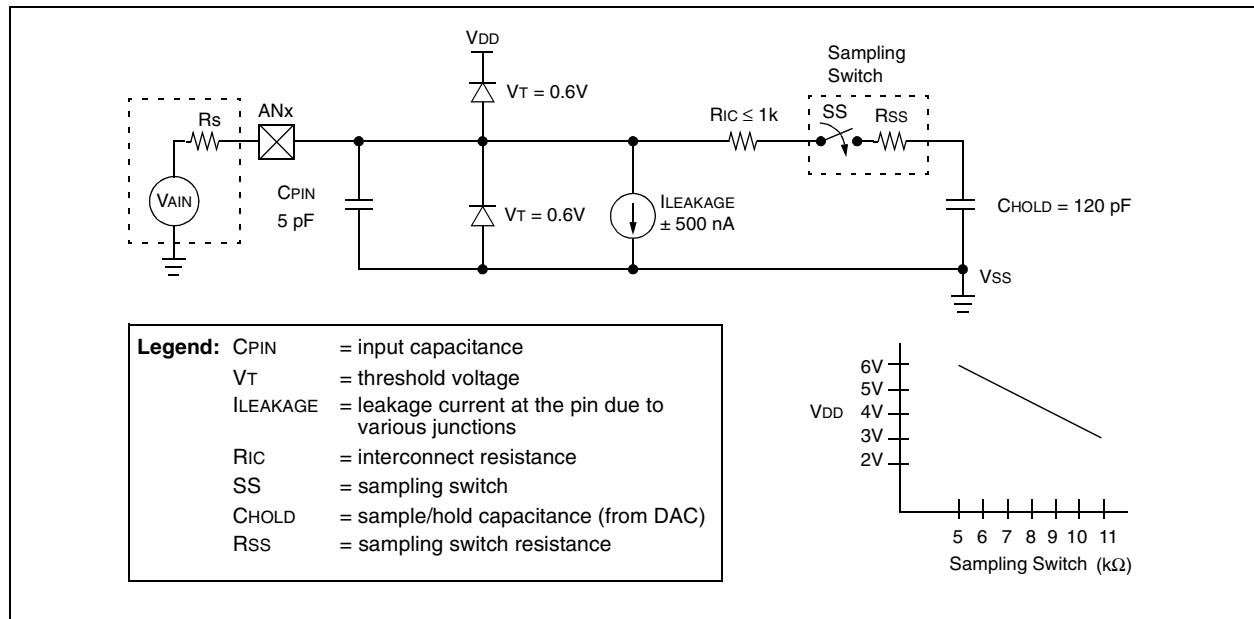 VDD
Sampling
Switch
VT = 0.6V
ANx
RS
RIC ≤ 1k
SS
RSS
VAIN
CPIN
5 pF
VT = 0.6V
ILEAKAGE
± 500 nA
CHOLD = 120 pF
VSS
Legend: CPIN = input capacitance
VT = threshold voltage
ILEAKAGE = leakage current at the pin due to
various junctions
RIC = interconnect resistance
SS = sampling switch
CHOLD = sample/hold capacitance (from DAC)
RSS = sampling switch resistance
6V
5V
VDD 4V
3V
2V
5 6 7 8 9 10 11
Sampling Switch (kΩ)